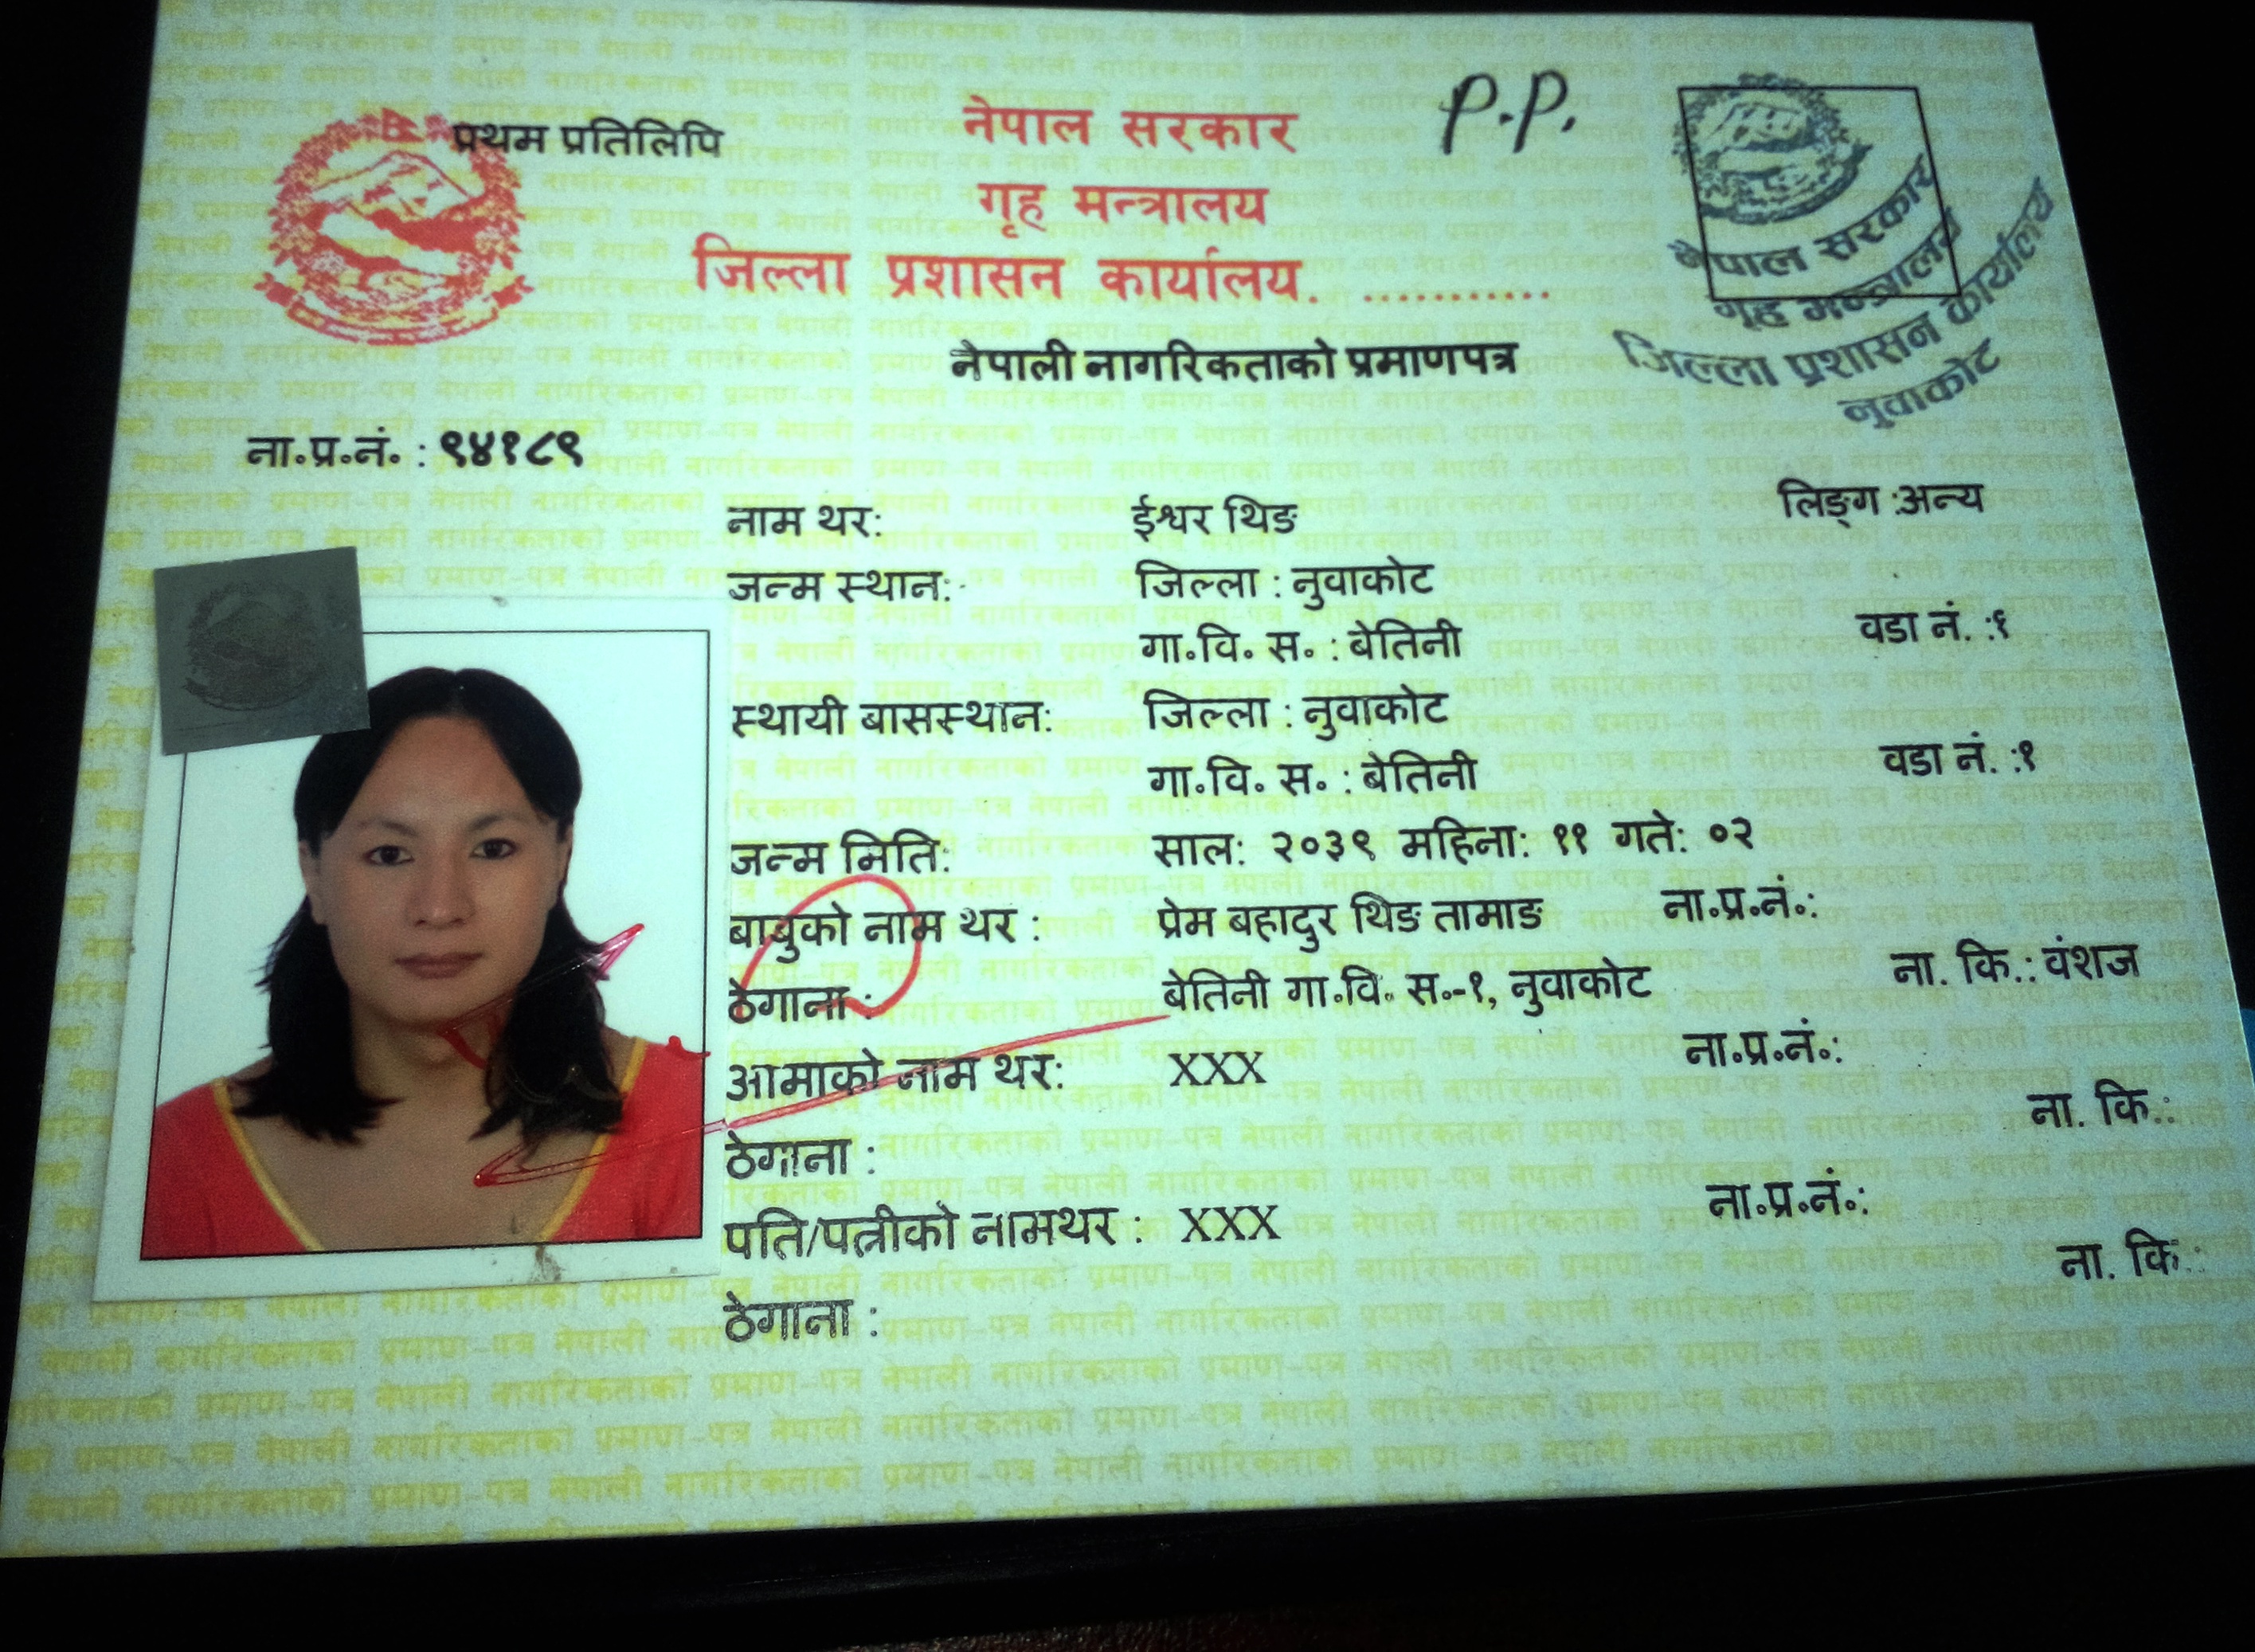 प्रथम प्रतिलिपि
नेपाल सरकार
P.P.
गृह मन्त्रालय
जिल्ला प्रशासन कार्यालय. ...........
नेपाल सरकार
गृह मन्त्रालय
जिल्ला प्रशासन कार्यालय
नुवाकोट
नेपाली नागरिकताको प्रमाणपत्र
ना.प्र.नं. : ९४१८९
नाम थर: ईश्वर थिङ लिङ्ग :अन्य
जन्म स्थान: जिल्ला : नुवाकोट
गा.वि. स. : बेतिनी वडा नं. :१
स्थायी बासस्थान: जिल्ला : नुवाकोट
गा.वि. स. : बेतिनी वडा नं. :१
जन्म मिति: साल: २०३९ महिना: ११ गते: ०२
बाबुको नाम थर : प्रेम बहादुर थिङ तामाङ ना.प्र.नं.:
ठेगाना : बेतिनी गा.वि. स.-१, नुवाकोट ना. कि.: वंशज
आमाको नाम थर: XXX ना.प्र.नं.:
ठेगाना : ना. कि.:
पति/पत्नीको नामथर : XXX ना.प्र.नं.:
ठेगाना : ना. कि.: